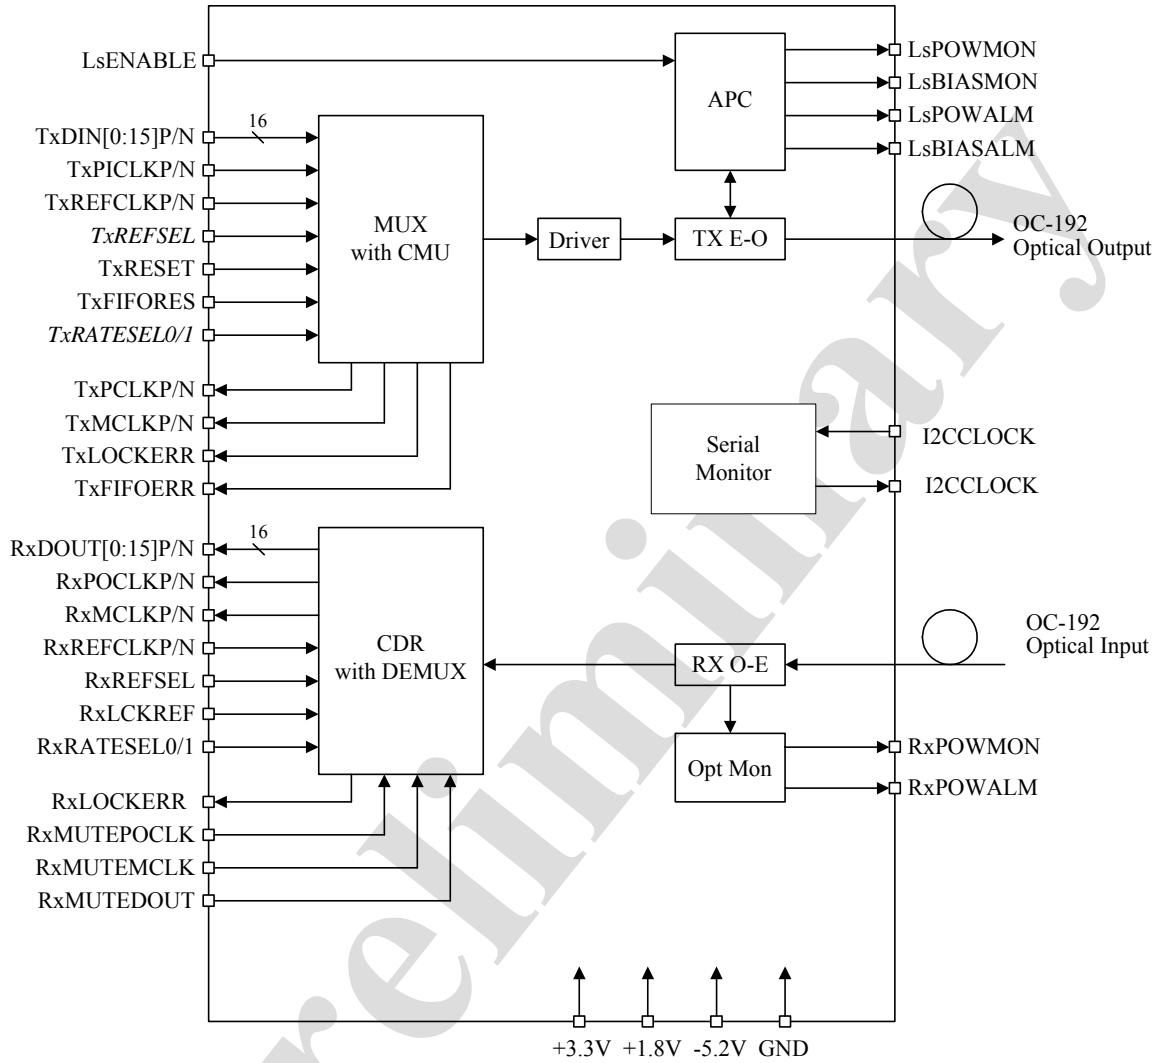 LsENABLE
TxDIN[0:15]P/N
16
TxPICLKP/N
TxREFCLKP/N
TxREFSEL
TxRESET
TxFIFORES
TxRATESEL0/1
TxPCLKP/N
TxMCLKP/N
TxLOCKERR
TxFIFOERR
MUX
with CMU
Driver
TX E-O
APC
LsPOWMON
LsBIASMON
LsPOWALM
LsBIASALM
OC-192
Optical Output
Serial
Monitor
I2CCLOCK
I2CCLOCK
RxDOUT[0:15]P/N
16
RxPOCLKP/N
RxMCLKP/N
RxREFCLKP/N
RxREFSEL
RxLCKREF
RxRATESEL0/1
RxLOCKERR
RxMUTEPOCLK
RxMUTEMCLK
RxMUTEDOUT
CDR
with DEMUX
RX O-E
Opt Mon
OC-192
Optical Input
RxPOWMON
RxPOWALM
+3.3V +1.8V -5.2V GND
reliminary